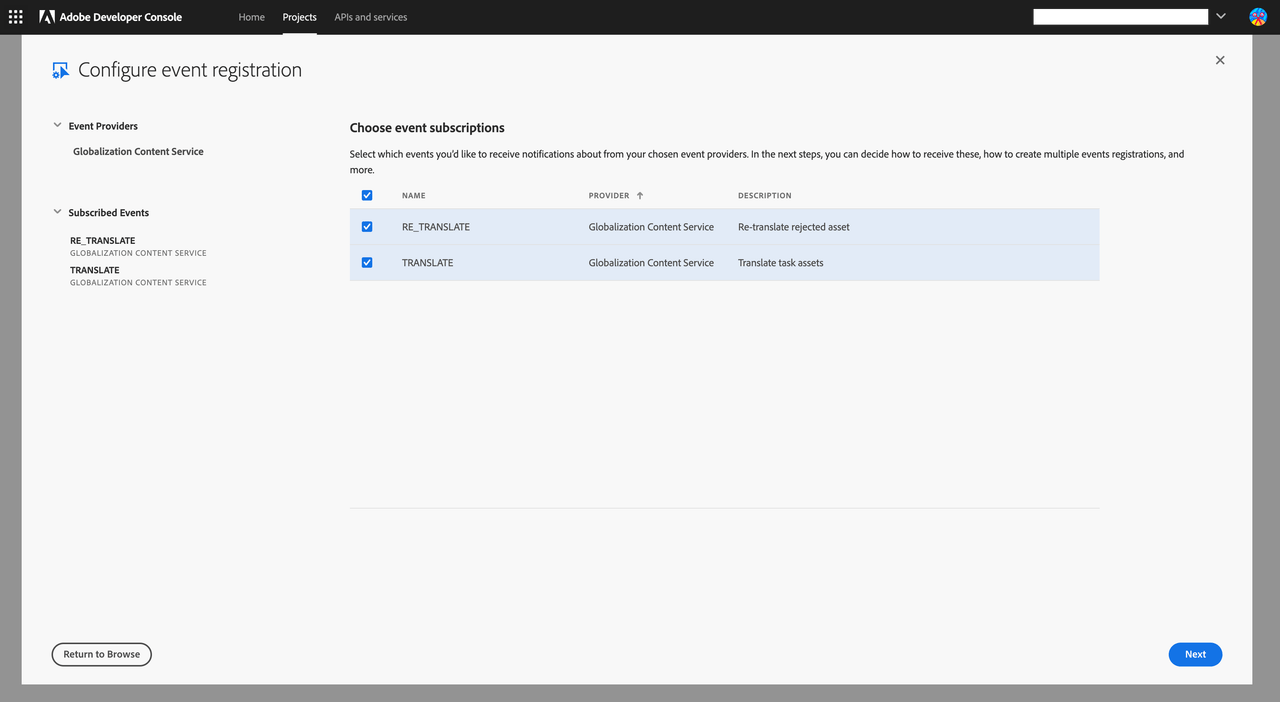 Adobe Developer Console
Home
Projects
APIs and services
Configure event registration
Event Providers
Globalization Content Service
Subscribed Events
RE_TRANSLATE
GLOBALIZATION CONTENT SERVICE
TRANSLATE
GLOBALIZATION CONTENT SERVICE
Choose event subscriptions
Select which events you'd like to receive notifications about from your chosen event providers. In the next steps, you can decide how to receive these, how to create multiple events registrations, and
more.
NAME PROVIDER DESCRIPTION
RE_TRANSLATE Globalization Content Service Re-translate rejected asset
TRANSLATE Globalization Content Service Translate task assets
Return to Browse
Next